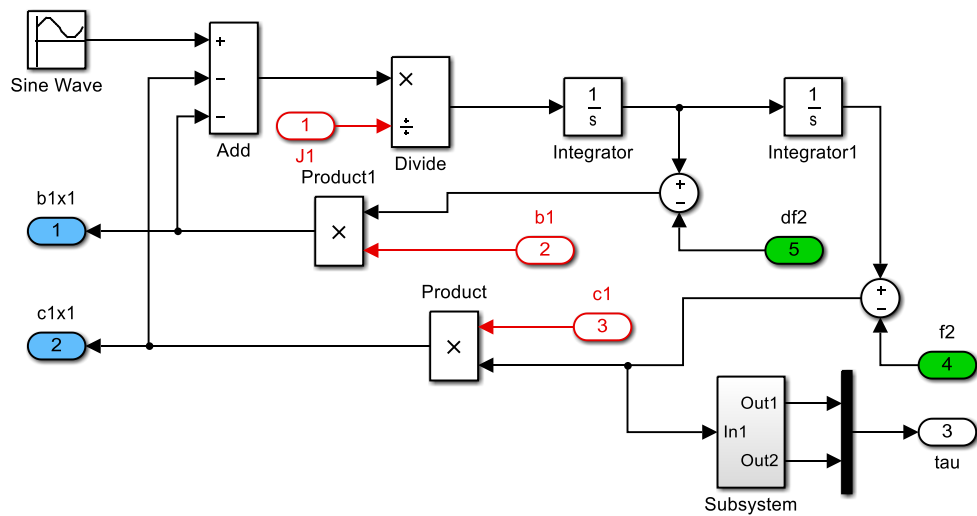 Sine Wave
+
−
−
Add
1
J1
×
÷
Divide
1
s
Integrator
1
s
Integrator1
Product1
×
b1x1
1
+
−
b1
2
df2
5
c1x1
2
Product
×
c1
3
+
−
f2
4
In1
Out1
Out2
Subsystem
3
tau